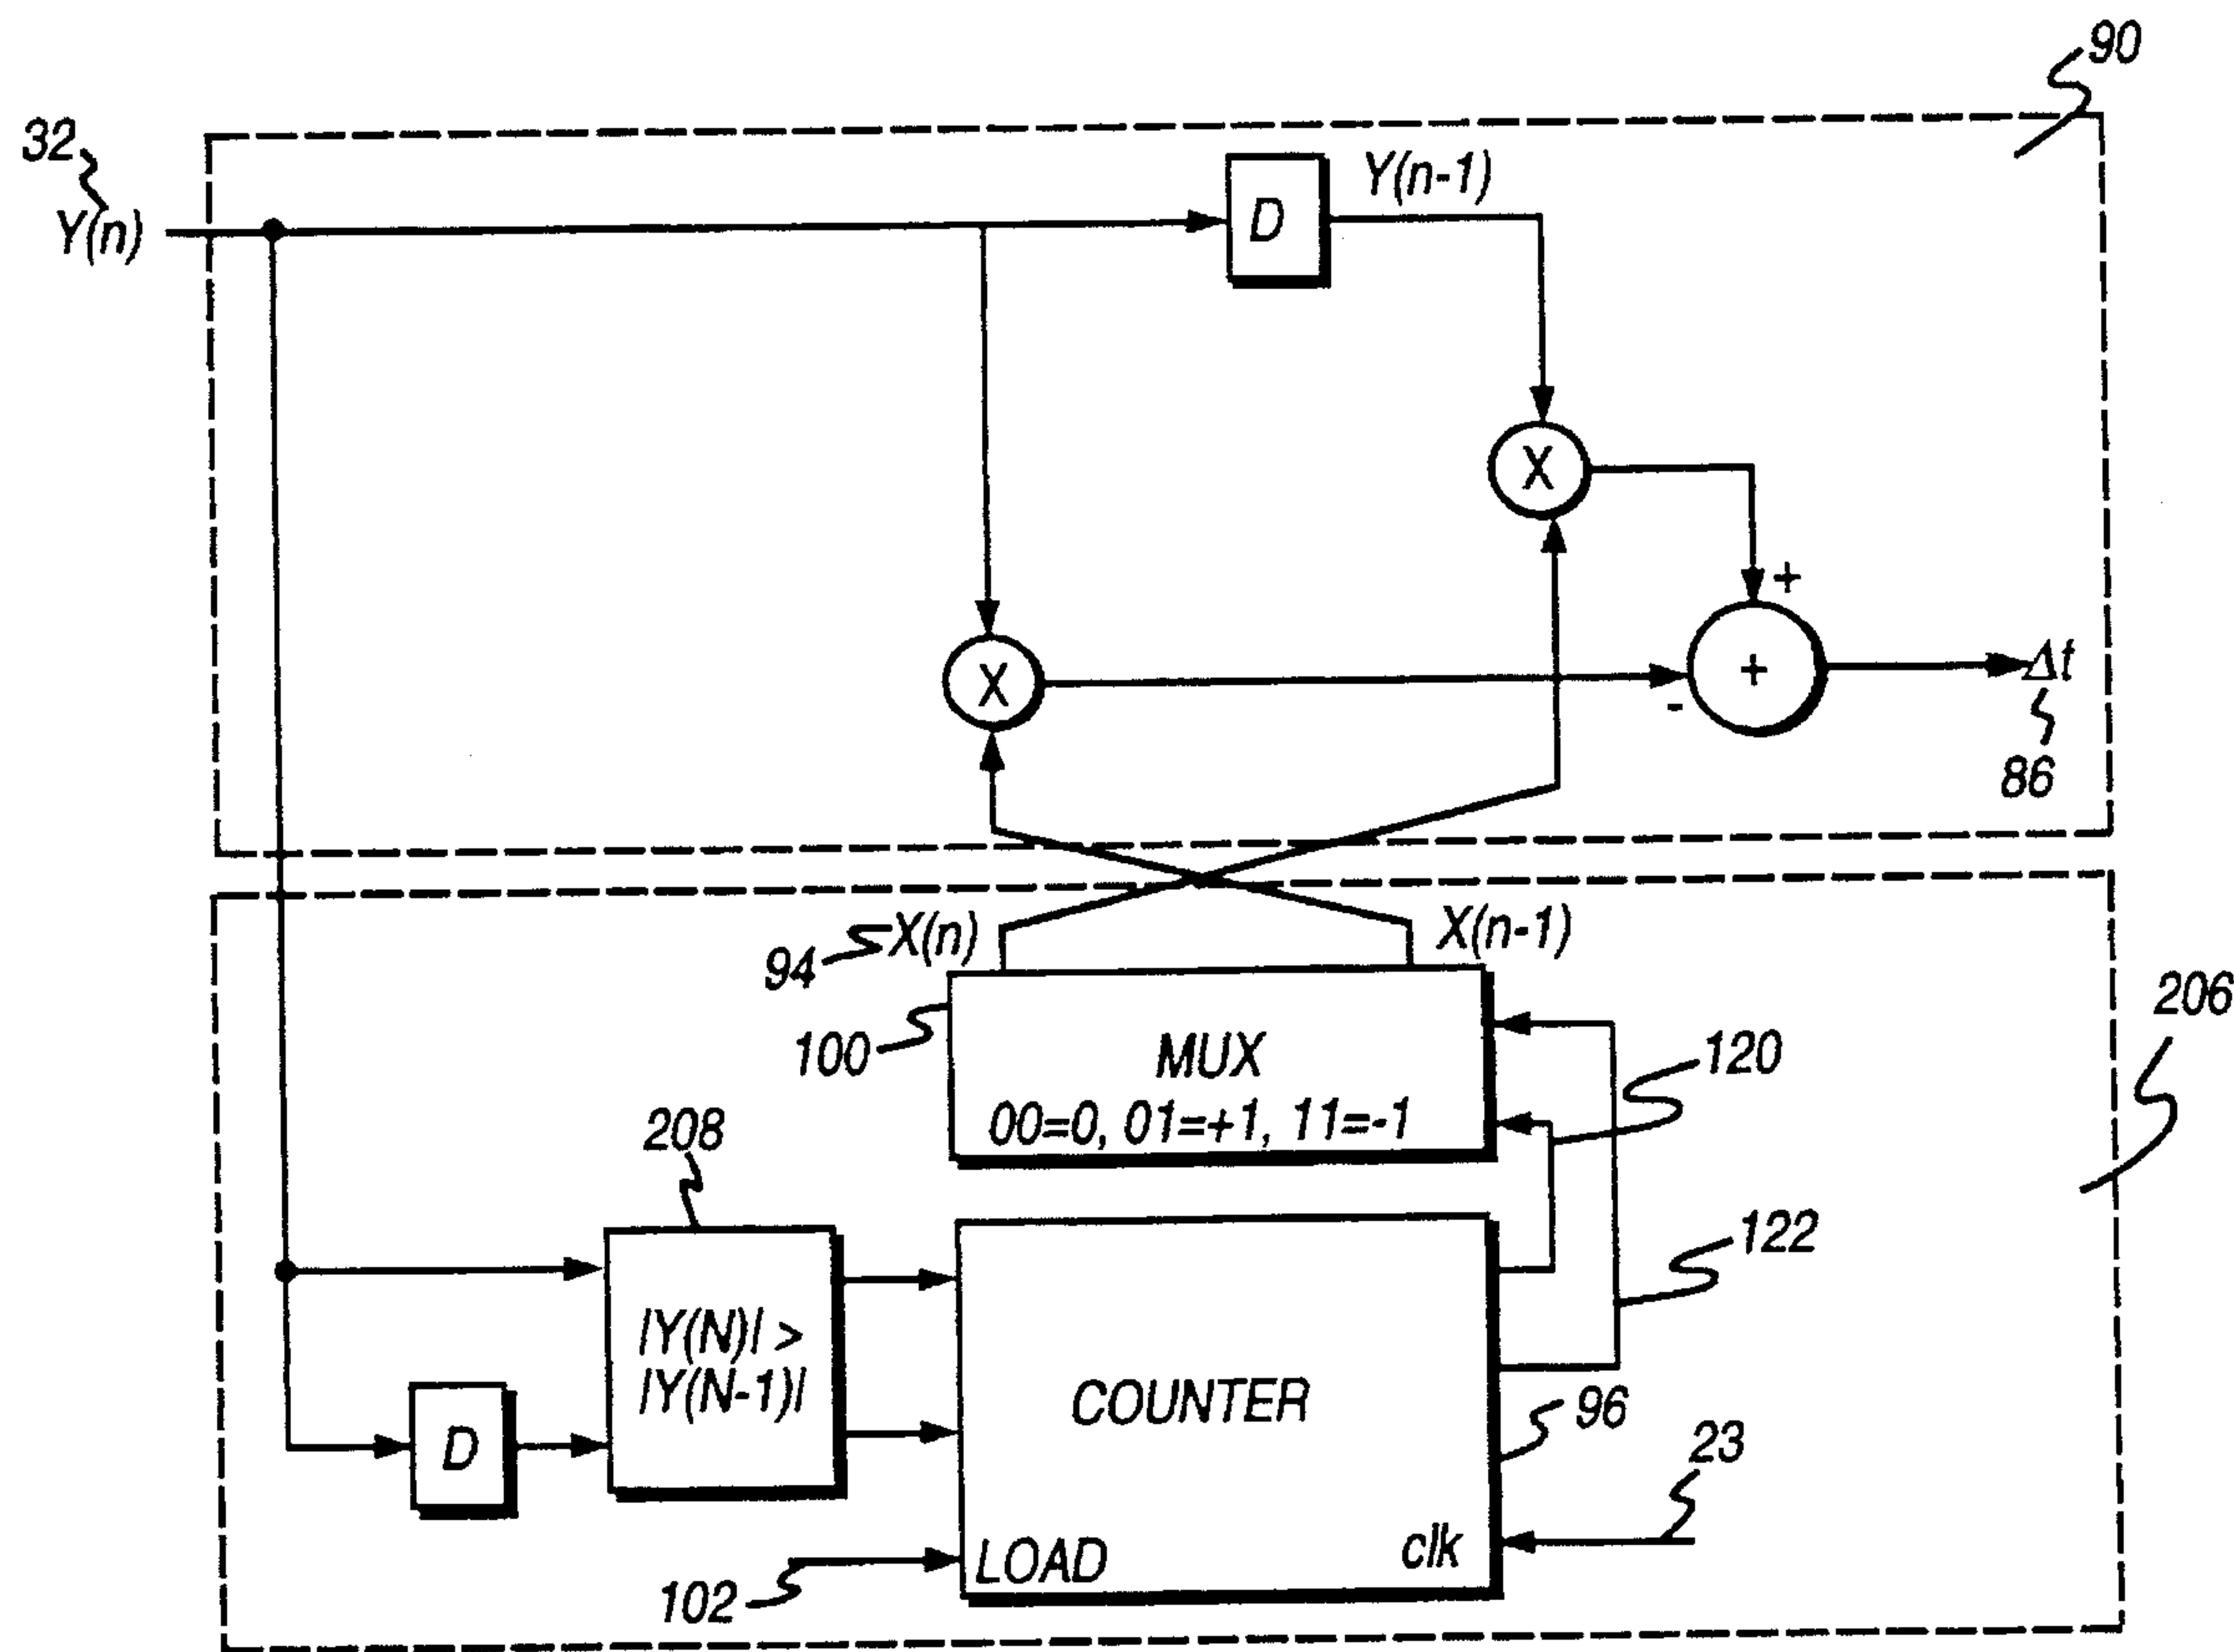 90
32
Y(n)
D
Y(n-1)
X
X
+
+
-
Δt
86
94
X(n)
X(n-1)
206
100
MUX
00=0, 01=+1, 11=-1
120
208
122
|Y(N)| >
|Y(N-1)|
COUNTER
96
D
23
LOAD
clk
102